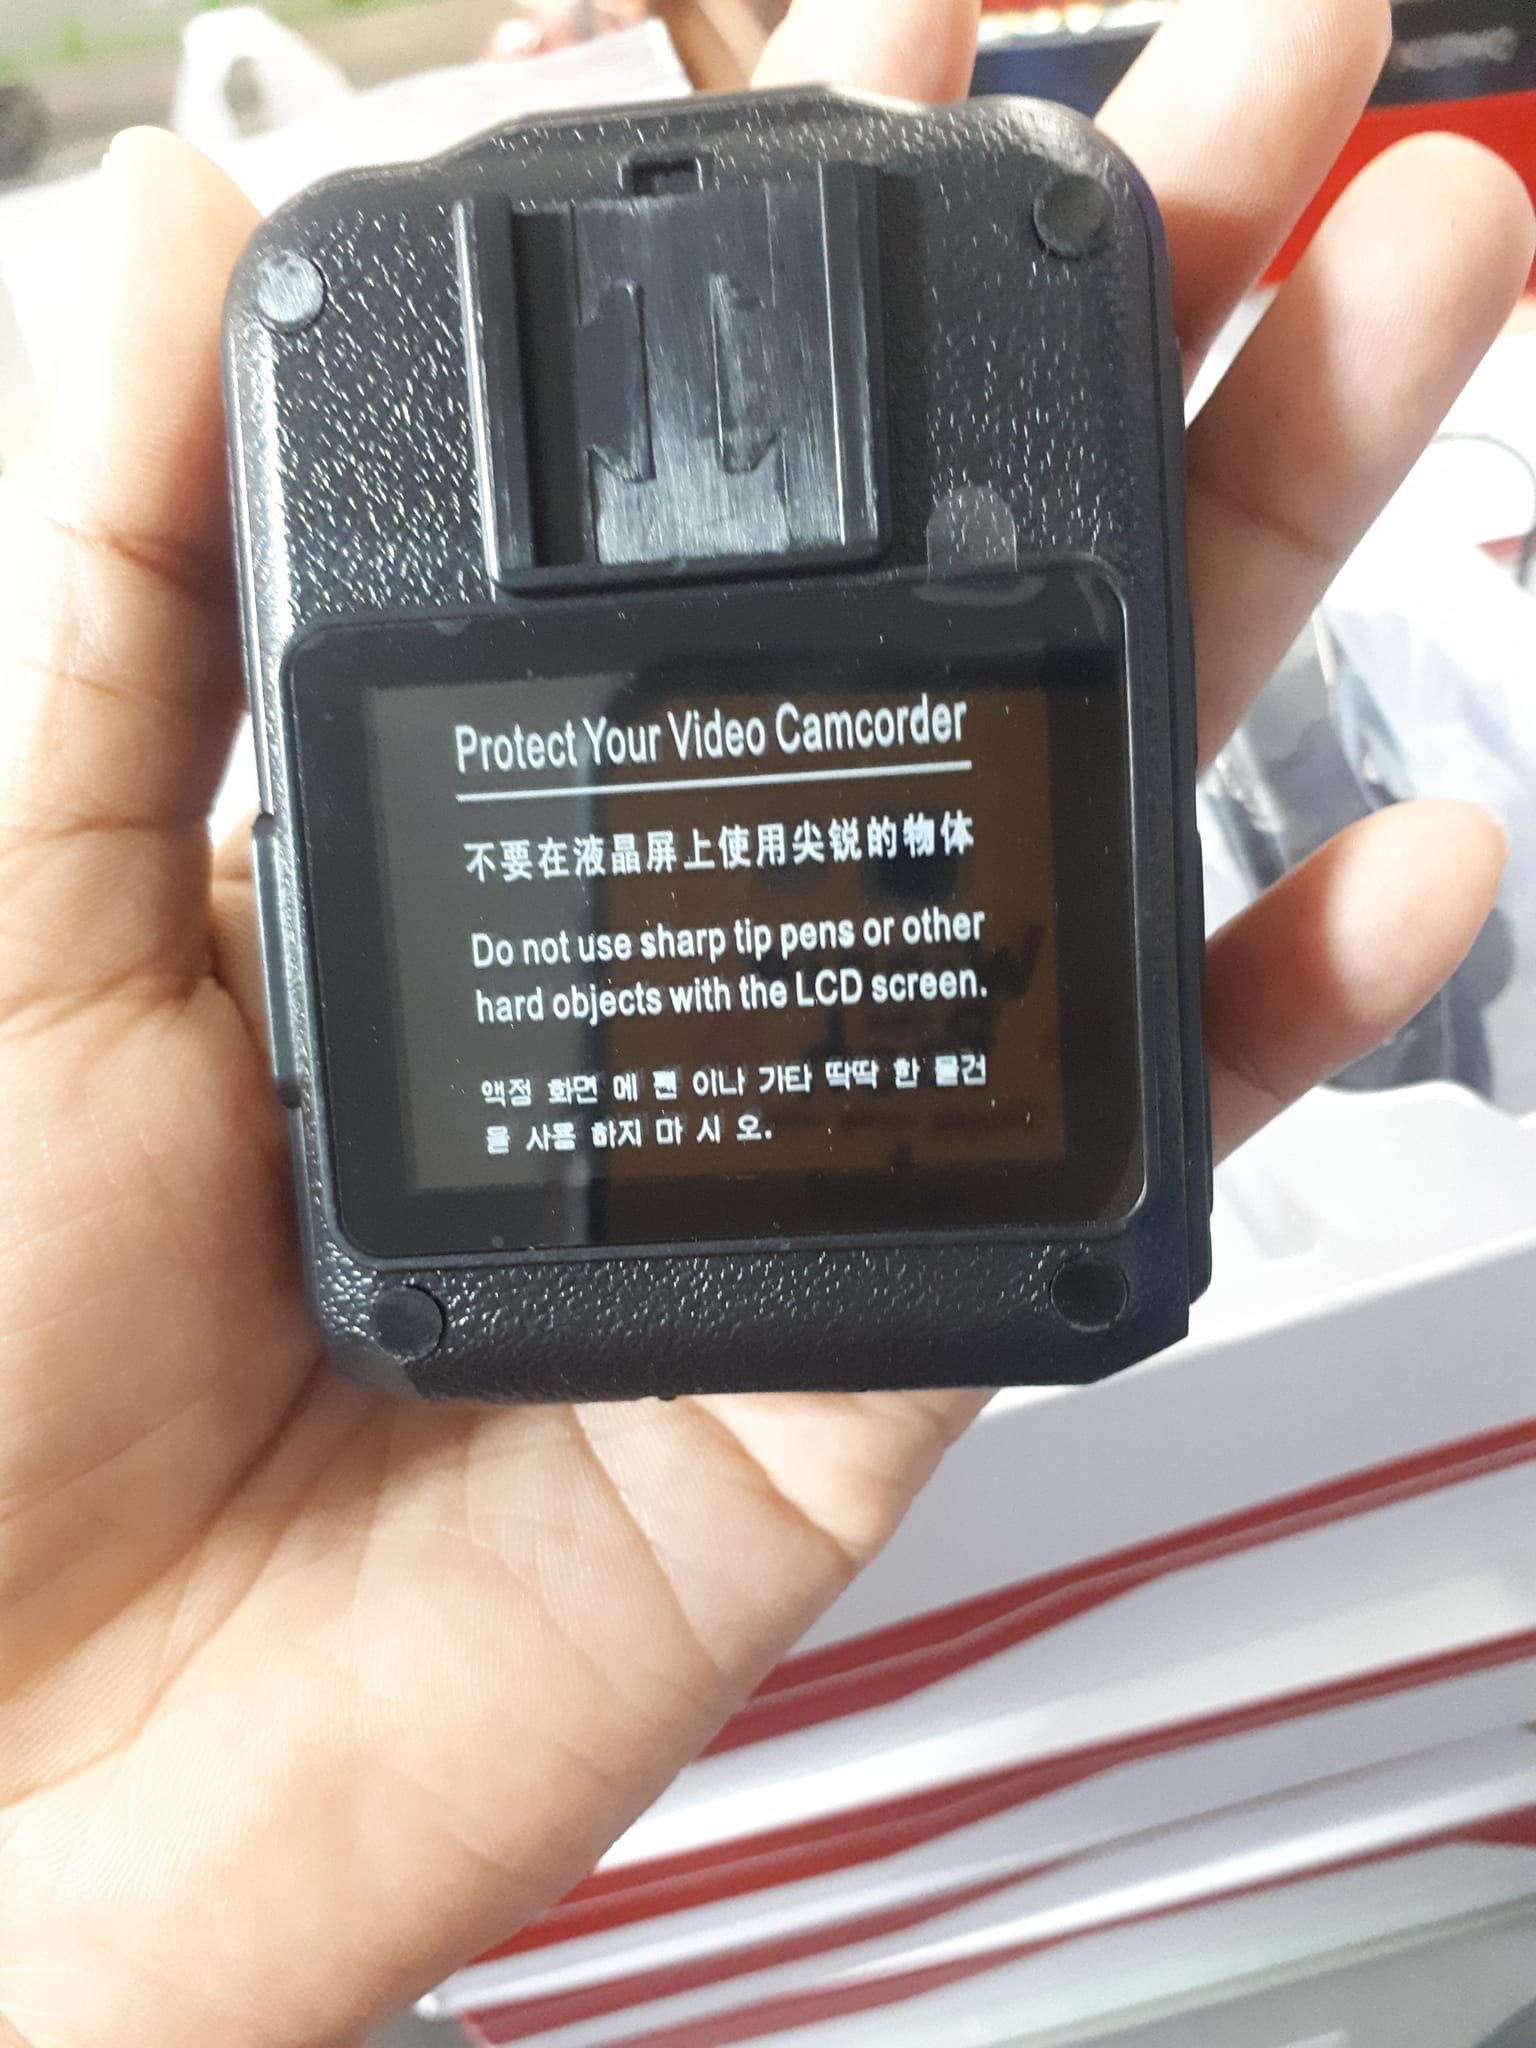 Protect Your Video Camcorder
不要在液晶屏上使用尖锐的物体
Do not use sharp tip pens or other
hard objects with the LCD screen.
액정 화면 에 펜 이나 기타 딱딱 한 물건
을 사용 하지 마 시 오.